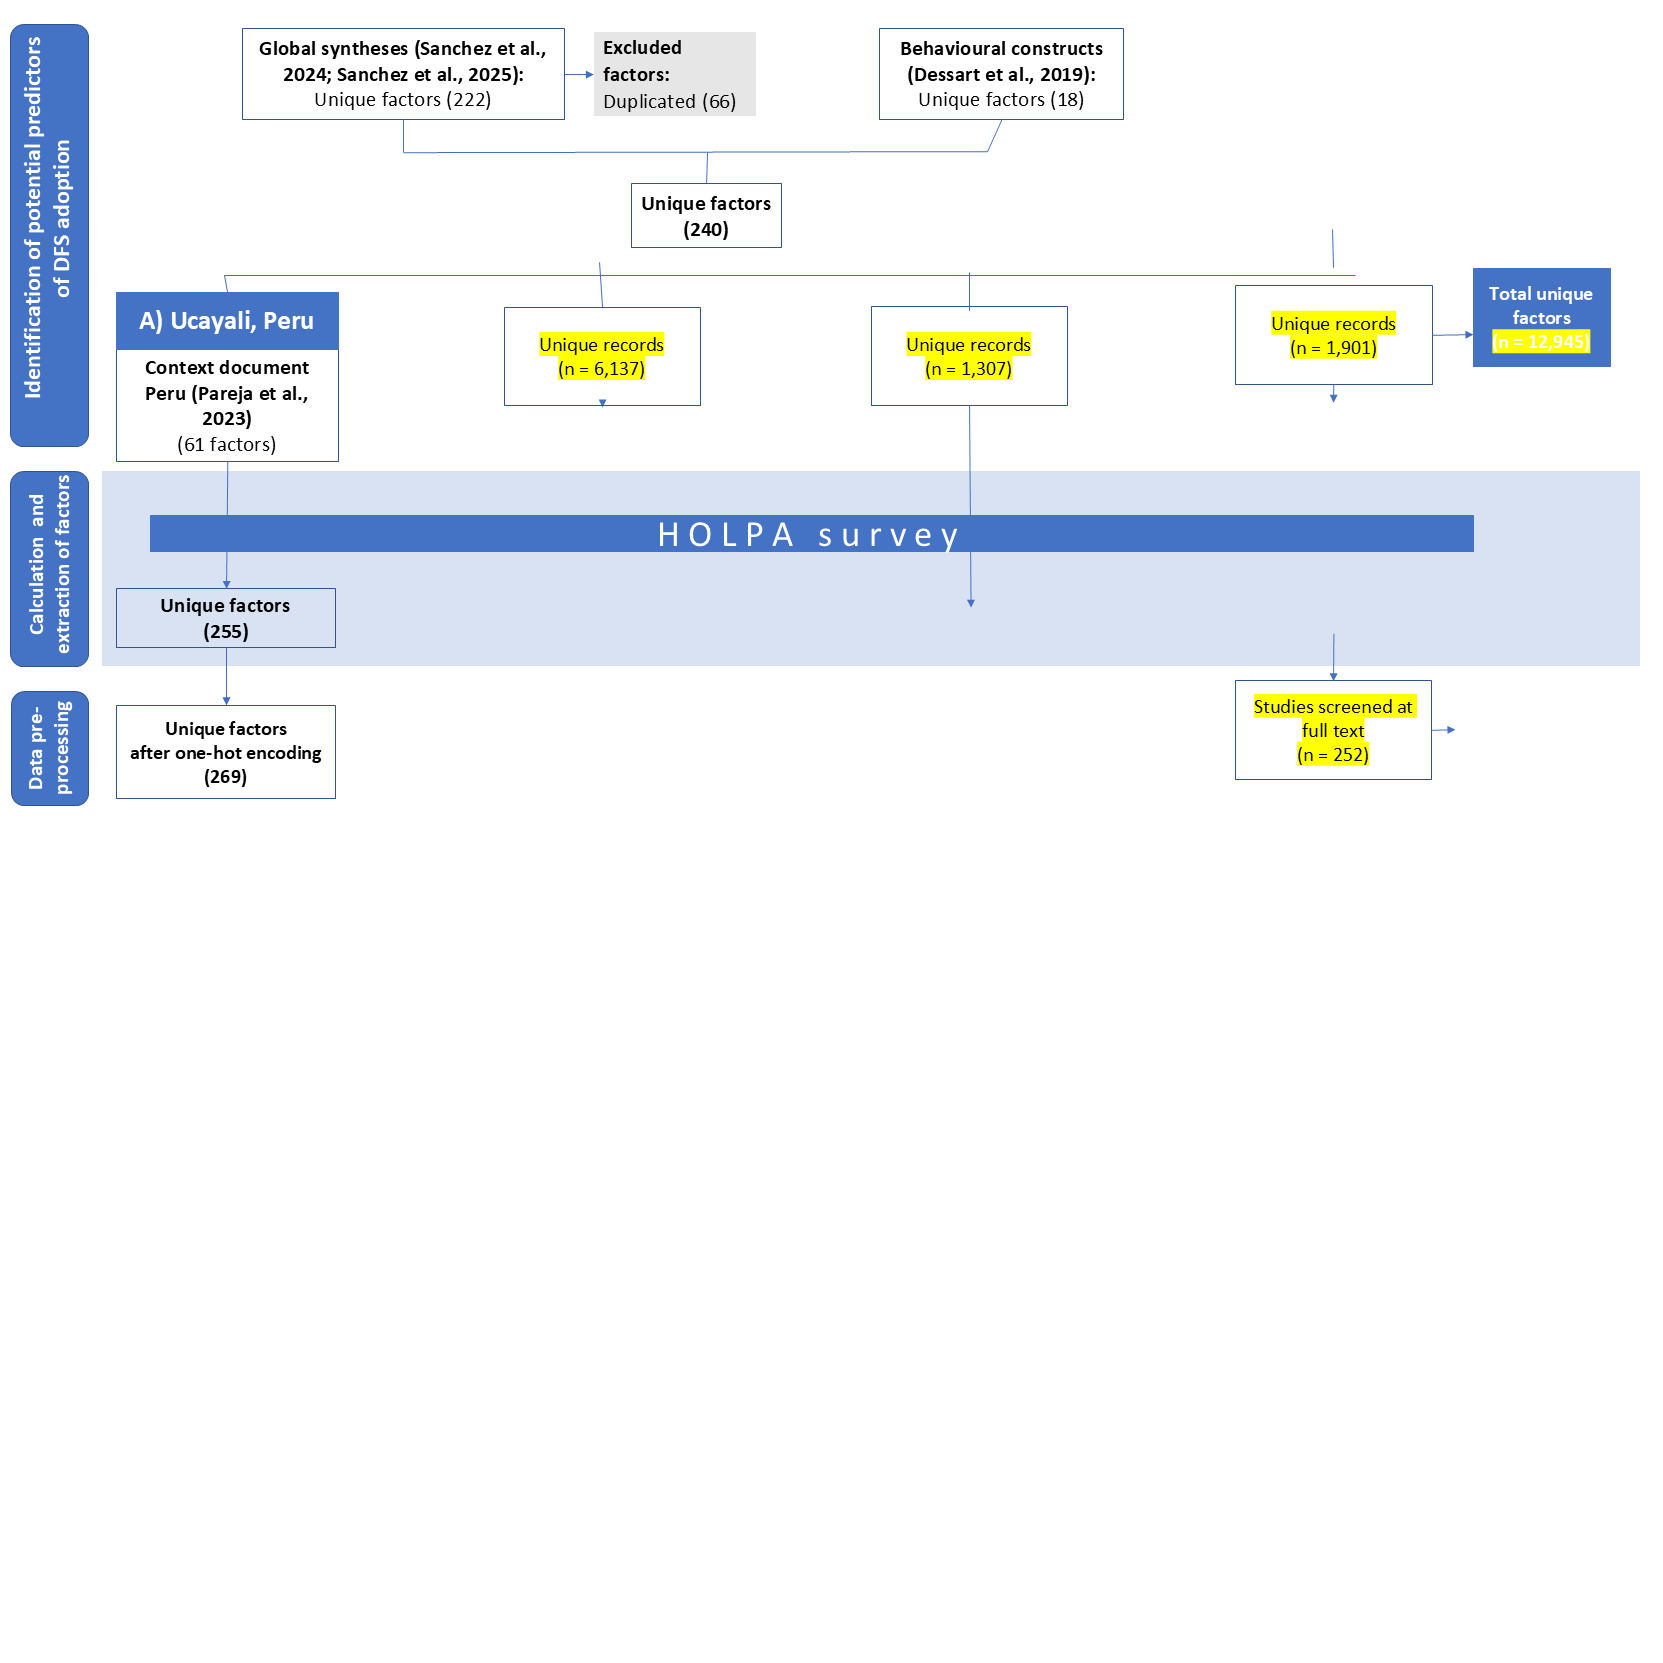 Identification of potential predictors
of DFS adoption
Global syntheses (Sanchez et al.,
2024; Sanchez et al., 2025):
Unique factors (222)
Excluded
factors:
Duplicated (66)
Behavioural constructs
(Dessart et al., 2019):
Unique factors (18)
Unique factors
(240)
A) Ucayali, Peru
Context document
Peru (Pareja et al.,
2023)
(61 factors)
Unique records
(n = 6,137)
Unique records
(n = 1,307)
Unique records
(n = 1,901)
Total unique
factors
(n = 12,945)
Calculation and
extraction of factors
HOLPA survey
Unique factors
(255)
Data pre-
processing
Unique factors
after one-hot encoding
(269)
Studies screened at
full text
(n = 252)